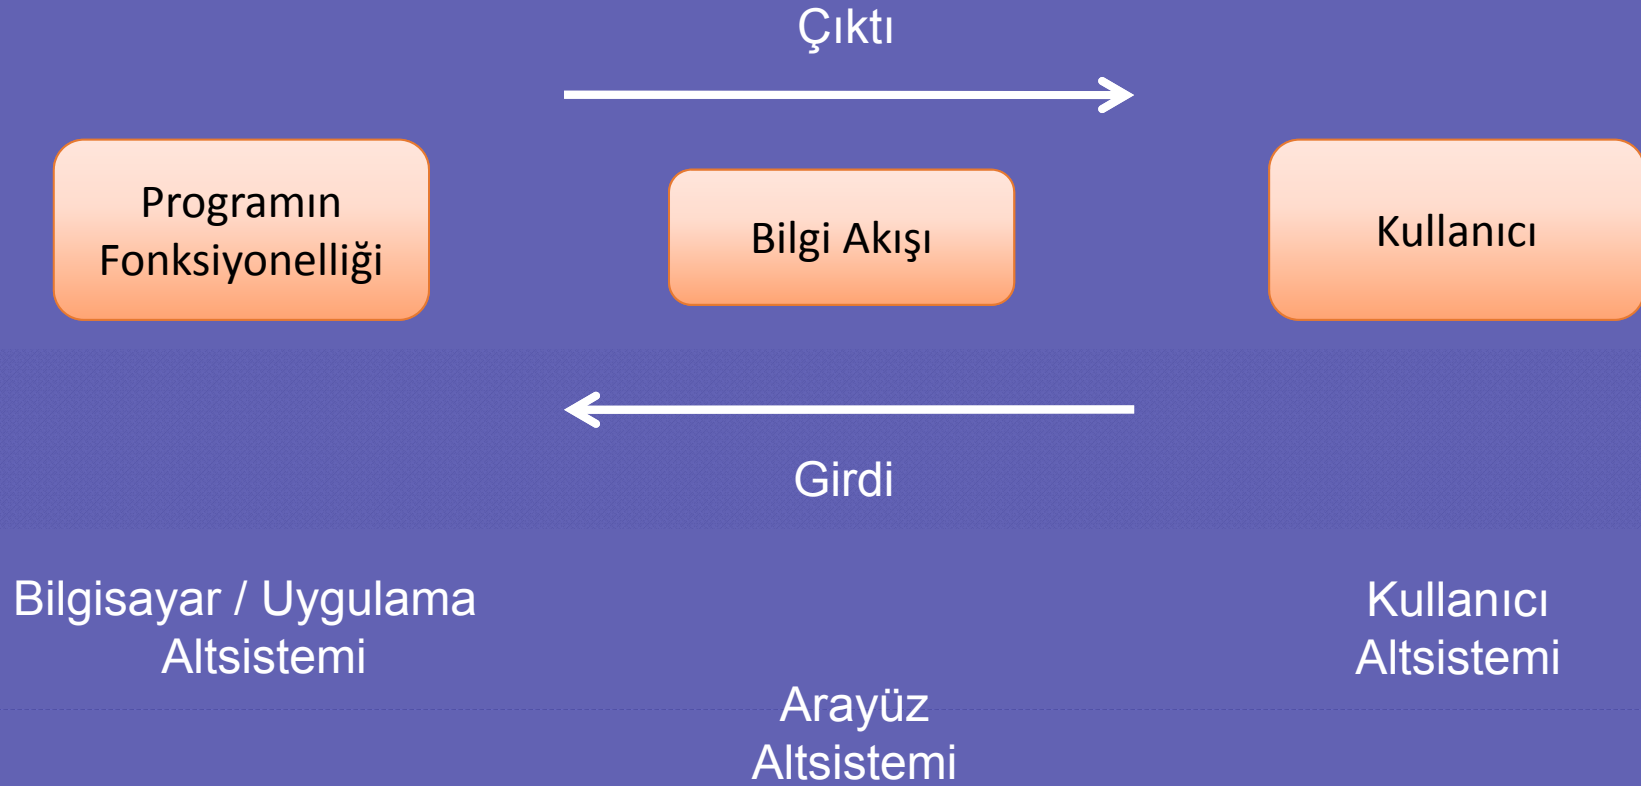 Çıktı
Programın
Fonksiyonelliği
Bilgi Akışı
Kullanıcı
Girdi
Bilgisayar / Uygulama
Altsistemi
Kullanıcı
Altsistemi
Arayüz
Altsistemi